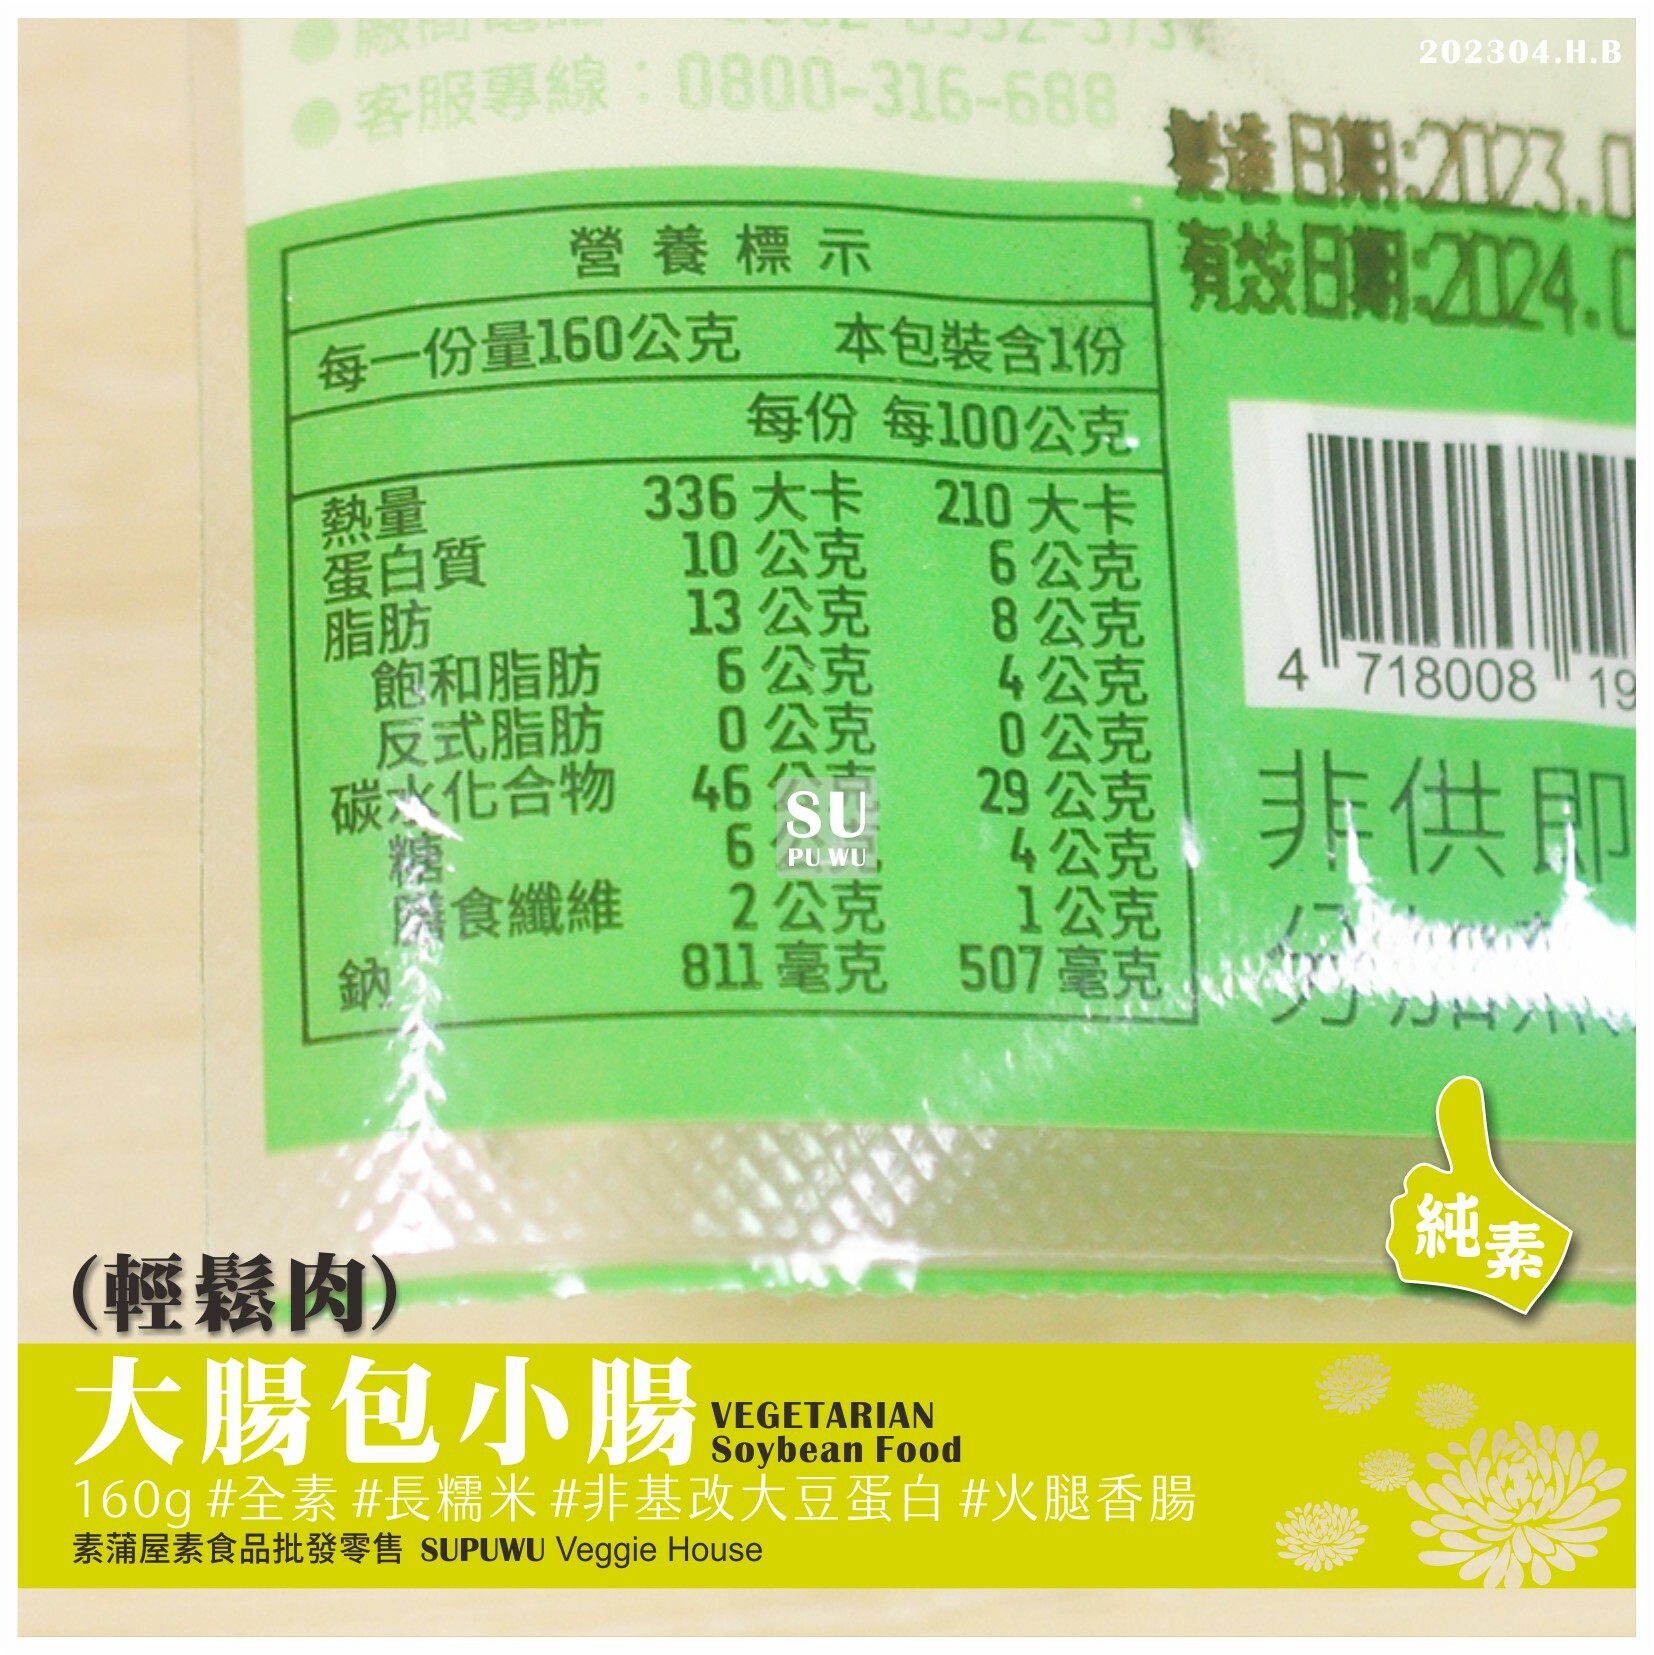 202304.H.B
客服專線：0800-316-688
製造日期:2023.0
有效日期:2024.0
營養標示
每一份量160公克 本包裝含1份
每份 每100公克
熱量 336 大卡 210 大卡
蛋白質 10 公克 6 公克
脂肪 13 公克 8 公克
飽和脂肪 6 公克 4 公克
反式脂肪 0 公克 0 公克
碳水化合物 46 公克 29 公克
糖 6 公克 4 公克
膳食纖維 2 公克 1 公克
鈉 811 毫克 507 毫克
4 718008 19
非供即
SU
PU WU
純素
(輕鬆肉)
大腸包小腸
VEGETARIAN
Soybean Food
160g #全素 #長糯米 #非基改大豆蛋白 #火腿香腸
素蒲屋素食品批發零售 SUPUWU Veggie House